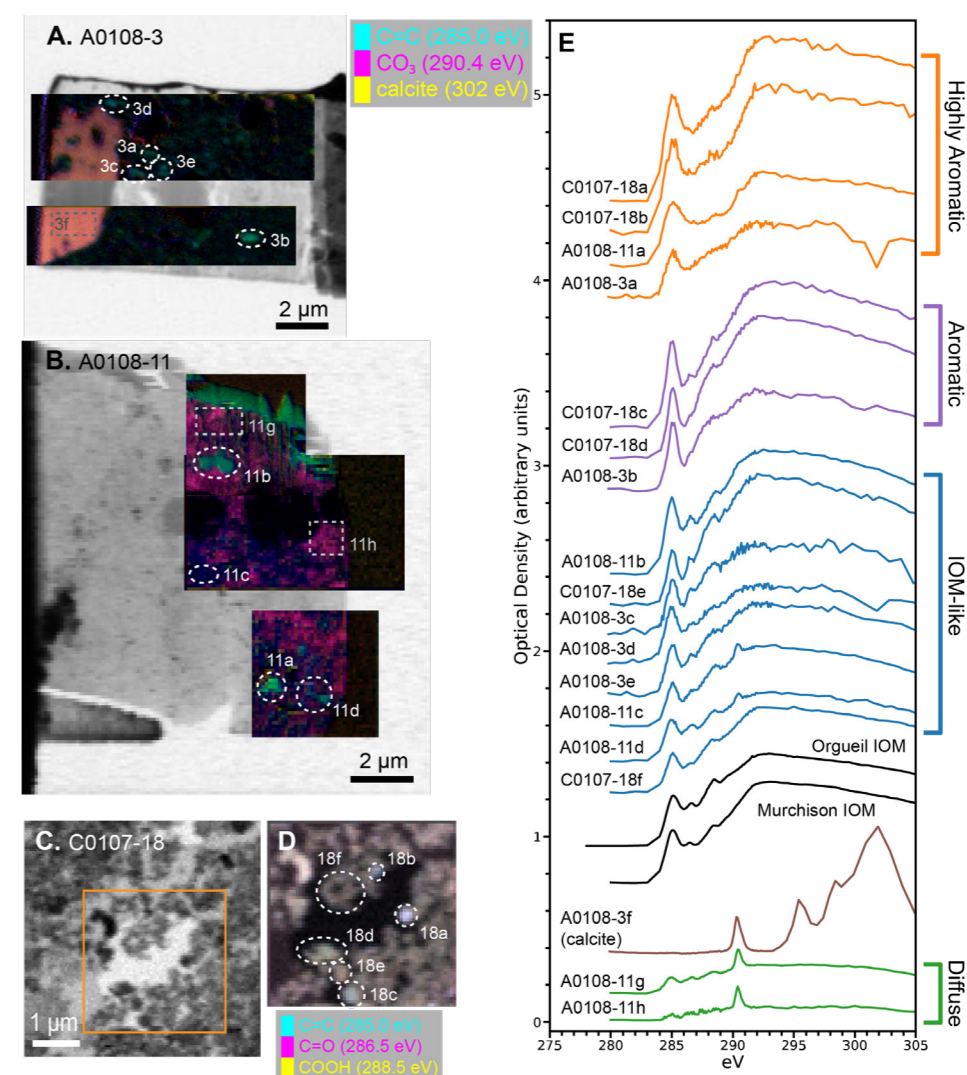 A. A0108-3
C=C (285.0 eV)
CO₃ (290.4 eV)
calcite (302 eV)
3d
3a
3c
3e
3f
3b
2 µm
B. A0108-11
11g
11b
11h
11c
11a
11d
2 µm
C. C0107-18
1 µm
D.
18f
18b
18a
18d
18e
18c
C=C (285.0 eV)
C=O (286.5 eV)
COOH (288.5 eV)
E
Optical Density (arbitrary units)
5
4
3
2
1
0
C0107-18a
C0107-18b
A0108-11a
A0108-3a
C0107-18c
C0107-18d
A0108-3b
A0108-11b
C0107-18e
A0108-3c
A0108-3d
A0108-3e
A0108-11c
A0108-11d
C0107-18f
Orgueil IOM
Murchison IOM
A0108-3f
(calcite)
A0108-11g
A0108-11h
275 280 285 290 295 300 305
eV
Highly Aromatic
Aromatic
IOM-like
Diffuse